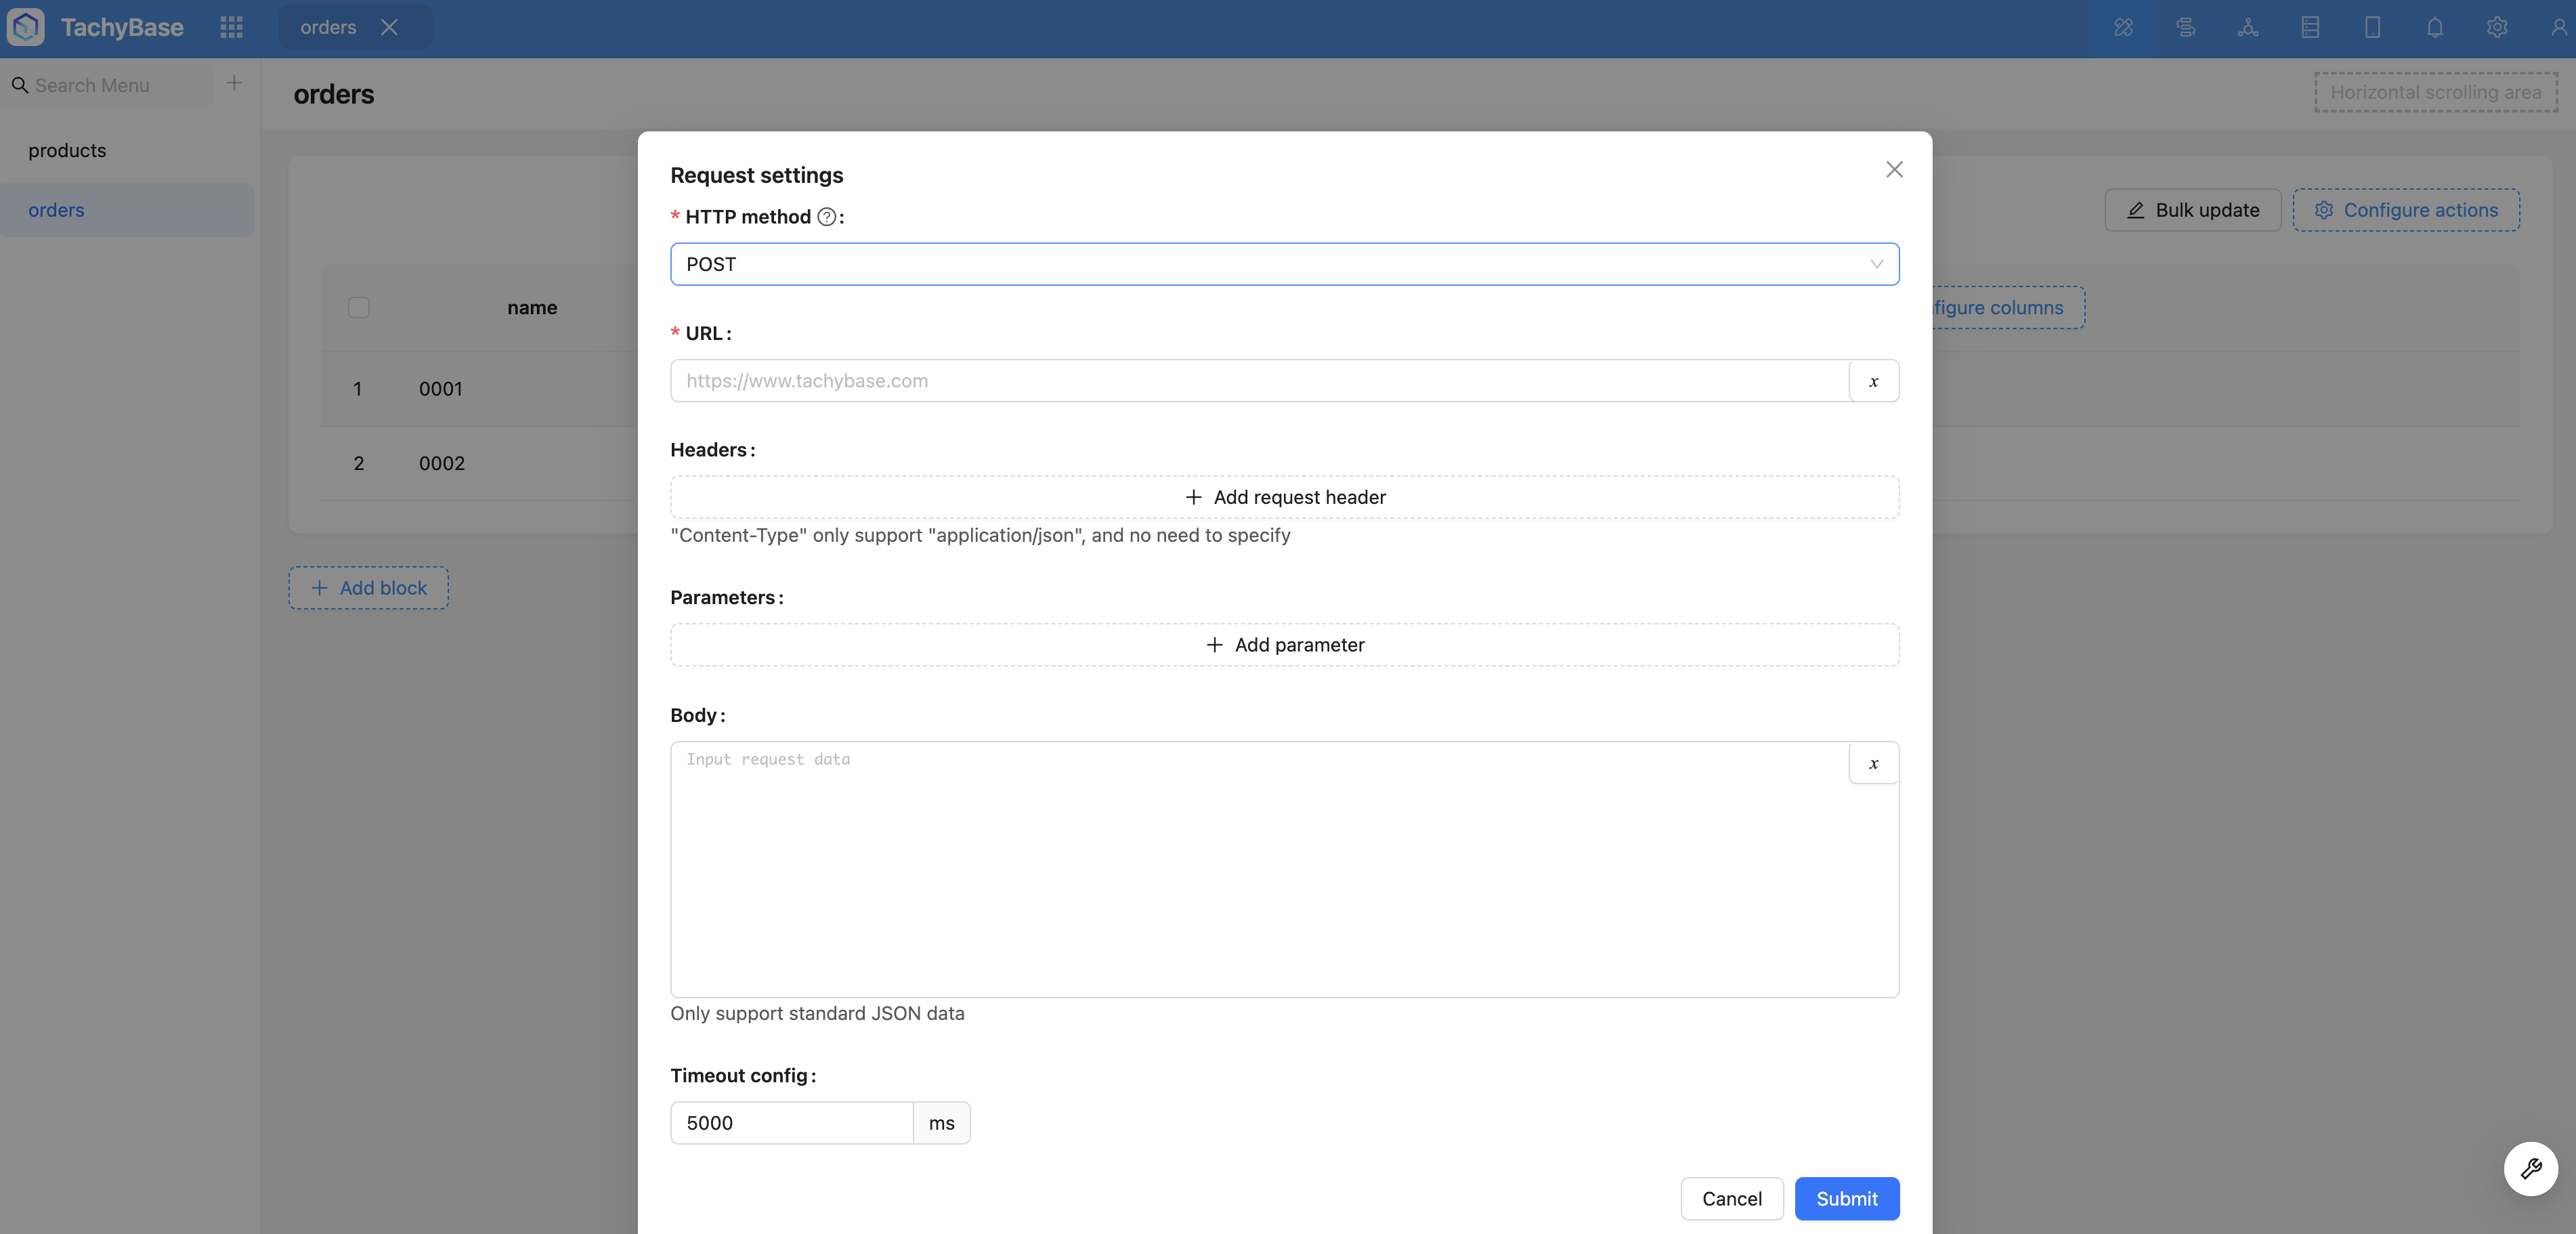 TachyBase
orders
Search Menu
products
orders
orders
Horizontal scrolling area
Bulk update
Configure actions
name
figure columns
1
0001
2
0002
Add block
Request settings
* HTTP method ? :
POST
* URL :
https://www.tachybase.com
x
Headers :
Add request header
"Content-Type" only support "application/json", and no need to specify
Parameters :
Add parameter
Body :
Input request data
x
Only support standard JSON data
Timeout config :
5000
ms
Cancel
Submit